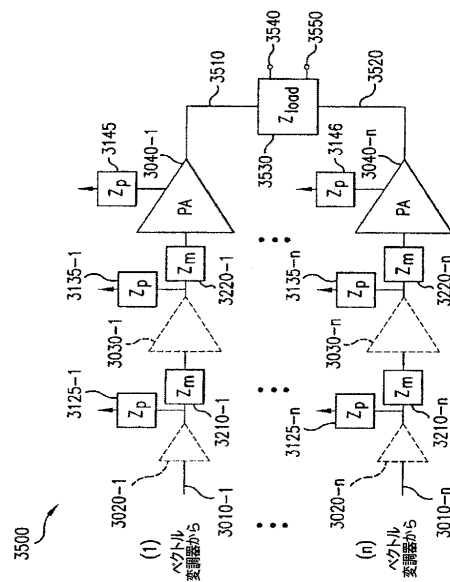 3500
(1)
ベクトル
変調器から
3010-1
3020-1
3125-1
Zp
Zm
3210-1
3030-1
3135-1
Zp
Zm
3220-1
PA
3040-1
Zp
3145
3510
Zload
3530
3540
3550
3520
(n)
ベクトル
変調器から
3010-n
3020-n
3125-n
Zp
Zm
3210-n
3030-n
3135-n
Zp
Zm
3220-n
PA
3040-n
Zp
3146